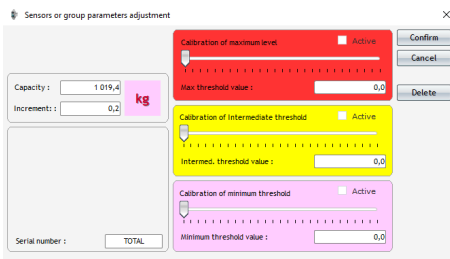 Sensors or group parameters adjustment
Calibration of maximum level
Active
Max threshold value :
0,0
Confirm
Cancel
Delete
Capacity :
1 019,4
Increment: :
0,2
kg
Calibration of Intermediate threshold
Active
Intermed. threshold value :
0,0
Calibration of minimum threshold
Active
Minimum threshold value :
0,0
Serial number :
TOTAL